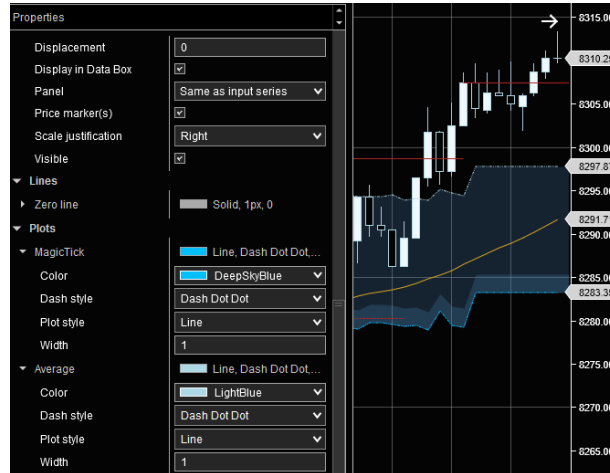 Properties
Displacement 0
Display in Data Box
Panel Same as input series
Price marker(s)
Scale justification Right
Visible
Lines
Zero line Solid, 1px, 0
Plots
MagicTick Line, Dash Dot Dot,...
Color DeepSkyBlue
Dash style Dash Dot Dot
Plot style Line
Width 1
Average Line, Dash Dot Dot,...
Color LightBlue
Dash style Dash Dot Dot
Plot style Line
Width 1
8315.00
8310.25
8305.00
8300.00
8297.87
8295.00
8291.71
8290.00
8285.00
8283.35
8280.00
8275.00
8270.00
8265.00